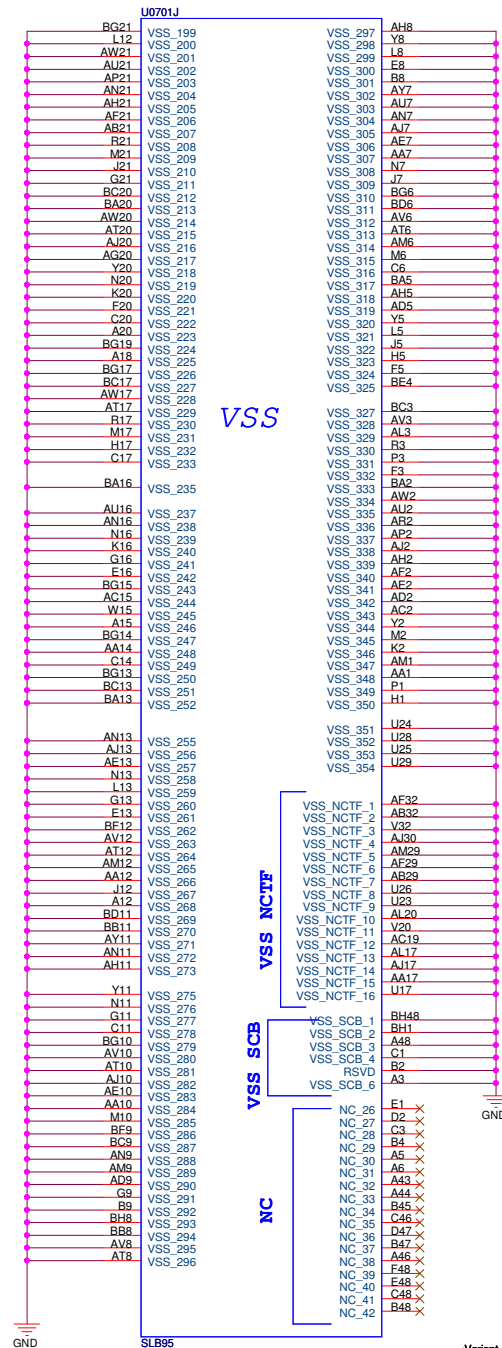 U0701J
BG21 VSS_199
L12 VSS_200
AW21 VSS_201
AU21 VSS_202
AP21 VSS_203
AN21 VSS_204
AH21 VSS_205
AF21 VSS_206
AB21 VSS_207
R21 VSS_208
M21 VSS_209
J21 VSS_210
G21 VSS_211
BC20 VSS_212
BA20 VSS_213
AW20 VSS_214
AT20 VSS_215
AJ20 VSS_216
AG20 VSS_217
Y20 VSS_218
N20 VSS_219
K20 VSS_220
F20 VSS_221
C20 VSS_222
A20 VSS_223
BG19 VSS_224
A18 VSS_225
BG17 VSS_226
BC17 VSS_227
AW17 VSS_228
AT17 VSS_229
R17 VSS_230
M17 VSS_231
H17 VSS_232
C17 VSS_233
BA16 VSS_235
AU16 VSS_237
AN16 VSS_238
N16 VSS_239
K16 VSS_240
G16 VSS_241
E16 VSS_242
BG15 VSS_243
AC15 VSS_244
W15 VSS_245
A15 VSS_246
BG14 VSS_247
AA14 VSS_248
C14 VSS_249
BG13 VSS_250
BC13 VSS_251
BA13 VSS_252
AN13 VSS_255
AJ13 VSS_256
AE13 VSS_257
N13 VSS_258
L13 VSS_259
G13 VSS_260
E13 VSS_261
BF12 VSS_262
AV12 VSS_263
AT12 VSS_264
AM12 VSS_265
AA12 VSS_266
J12 VSS_267
A12 VSS_268
BD11 VSS_269
BB11 VSS_270
AY11 VSS_271
AN11 VSS_272
AH11 VSS_273
Y11 VSS_275
N11 VSS_276
G11 VSS_277
C11 VSS_278
BG10 VSS_279
AV10 VSS_280
AT10 VSS_281
AJ10 VSS_282
AE10 VSS_283
AA10 VSS_284
M10 VSS_285
BF9 VSS_286
BC9 VSS_287
AN9 VSS_288
AM9 VSS_289
AD9 VSS_290
G9 VSS_291
B9 VSS_292
BH8 VSS_293
BB8 VSS_294
AV8 VSS_295
AT8 VSS_296
GND
VSS
VSS_297 AH8
VSS_298 Y8
VSS_299 L8
VSS_300 E8
VSS_301 B8
VSS_302 AY7
VSS_303 AU7
VSS_304 AN7
VSS_305 AJ7
VSS_306 AE7
VSS_307 AA7
VSS_308 N7
VSS_309 J7
VSS_310 BG6
VSS_311 BD6
VSS_312 AV6
VSS_313 AT6
VSS_314 AM6
VSS_315 M6
VSS_316 C6
VSS_317 BA5
VSS_318 AH5
VSS_319 AD5
VSS_320 Y5
VSS_321 L5
VSS_322 J5
VSS_323 H5
VSS_324 F5
VSS_325 BE4
VSS_327 BC3
VSS_328 AV3
VSS_329 AL3
VSS_330 R3
VSS_331 P3
VSS_332 F3
VSS_333 BA2
VSS_334 AW2
VSS_335 AU2
VSS_336 AR2
VSS_337 AP2
VSS_338 AJ2
VSS_339 AH2
VSS_340 AF2
VSS_341 AE2
VSS_342 AD2
VSS_343 AC2
VSS_344 Y2
VSS_345 M2
VSS_346 K2
VSS_347 AM1
VSS_348 AA1
VSS_349 P1
VSS_350 H1
VSS_351 U24
VSS_352 U28
VSS_353 U25
VSS_354 U29
VSS NCTF
VSS_NCTF_1 AF32
VSS_NCTF_2 AB32
VSS_NCTF_3 V32
VSS_NCTF_4 AJ30
VSS_NCTF_5 AM29
VSS_NCTF_6 AF29
VSS_NCTF_7 AB29
VSS_NCTF_8 U26
VSS_NCTF_9 U23
VSS_NCTF_10 AL20
VSS_NCTF_11 V20
VSS_NCTF_12 AC19
VSS_NCTF_13 AL17
VSS_NCTF_14 AJ17
VSS_NCTF_15 AA17
VSS_NCTF_16 U17
VSS SCB
VSS_SCB_1 BH48
VSS_SCB_2 BH1
VSS_SCB_3 A48
VSS_SCB_4 C1
RSVD B2
VSS_SCB_6 A3
GND
NC
NC_26 E1
NC_27 D2
NC_28 C3
NC_29 B4
NC_30 A5
NC_31 A6
NC_32 A43
NC_33 A44
NC_34 B45
NC_35 C46
NC_36 D47
NC_37 B47
NC_38 A46
NC_39 F48
NC_40 E48
NC_41 C48
NC_42 B48
SLB95